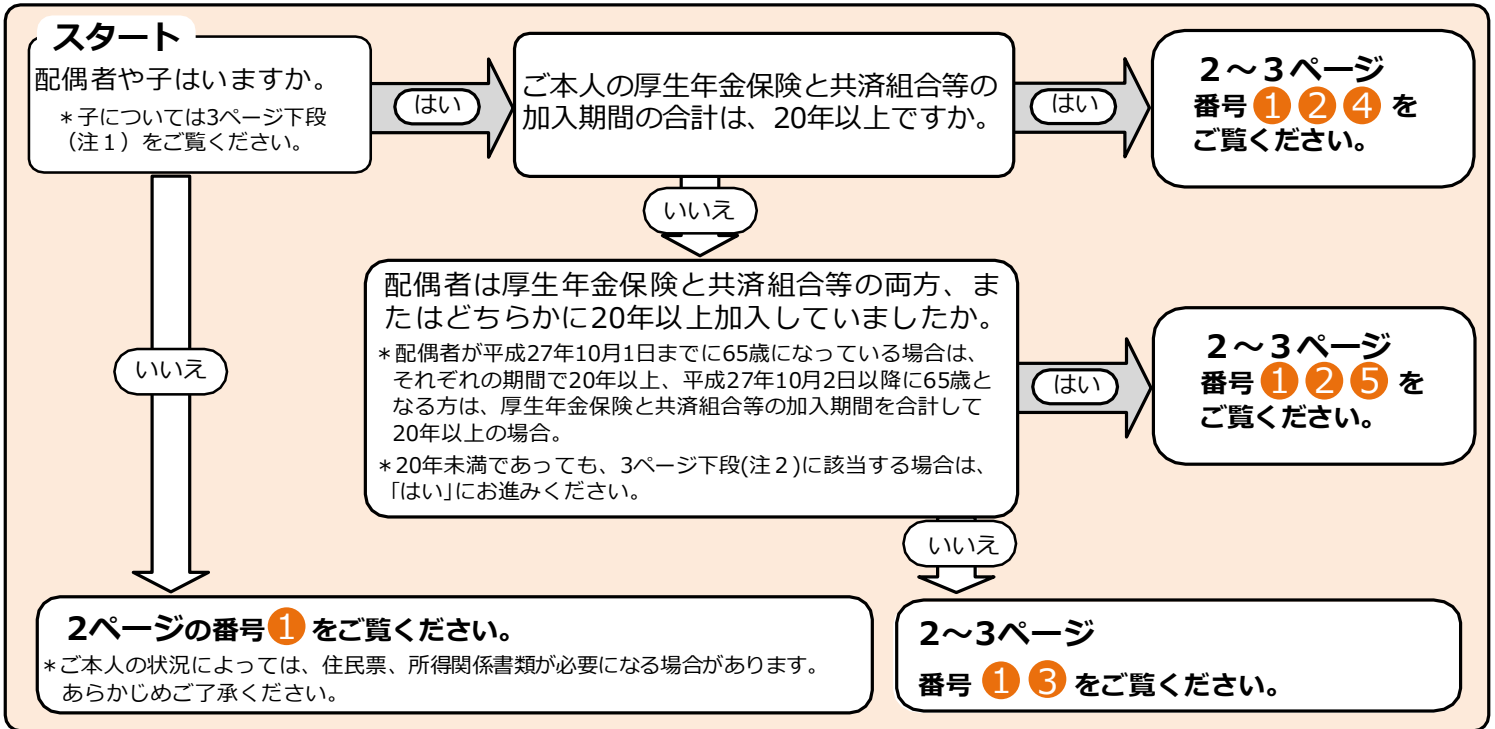 スタート
配偶者や子はいますか。
＊子については3ページ下段
（注１）をご覧ください。
はい
ご本人の厚生年金保険と共済組合等の
加入期間の合計は、20年以上ですか。
はい
２～３ページ
番号 ❶ ❷ ❹ を
ご覧ください。
いいえ
配偶者は厚生年金保険と共済組合等の両方、ま
たはどちらかに20年以上加入していましたか。
＊配偶者が平成27年10月1日までに65歳になっている場合は、
それぞれの期間で20年以上、平成27年10月2日以降に65歳と
なる方は、厚生年金保険と共済組合等の加入期間を合計して
20年以上の場合。
＊20年未満であっても、3ページ下段(注２)に該当する場合は、
「はい」にお進みください。
はい
２～３ページ
番号 ❶ ❷ ❺ を
ご覧ください。
いいえ
いいえ
2ページの番号❶ をご覧ください。
＊ご本人の状況によっては、住民票、所得関係書類が必要になる場合があります。
あらかじめご了承ください。
2～3ページ
番号 ❶ ❸ をご覧ください。